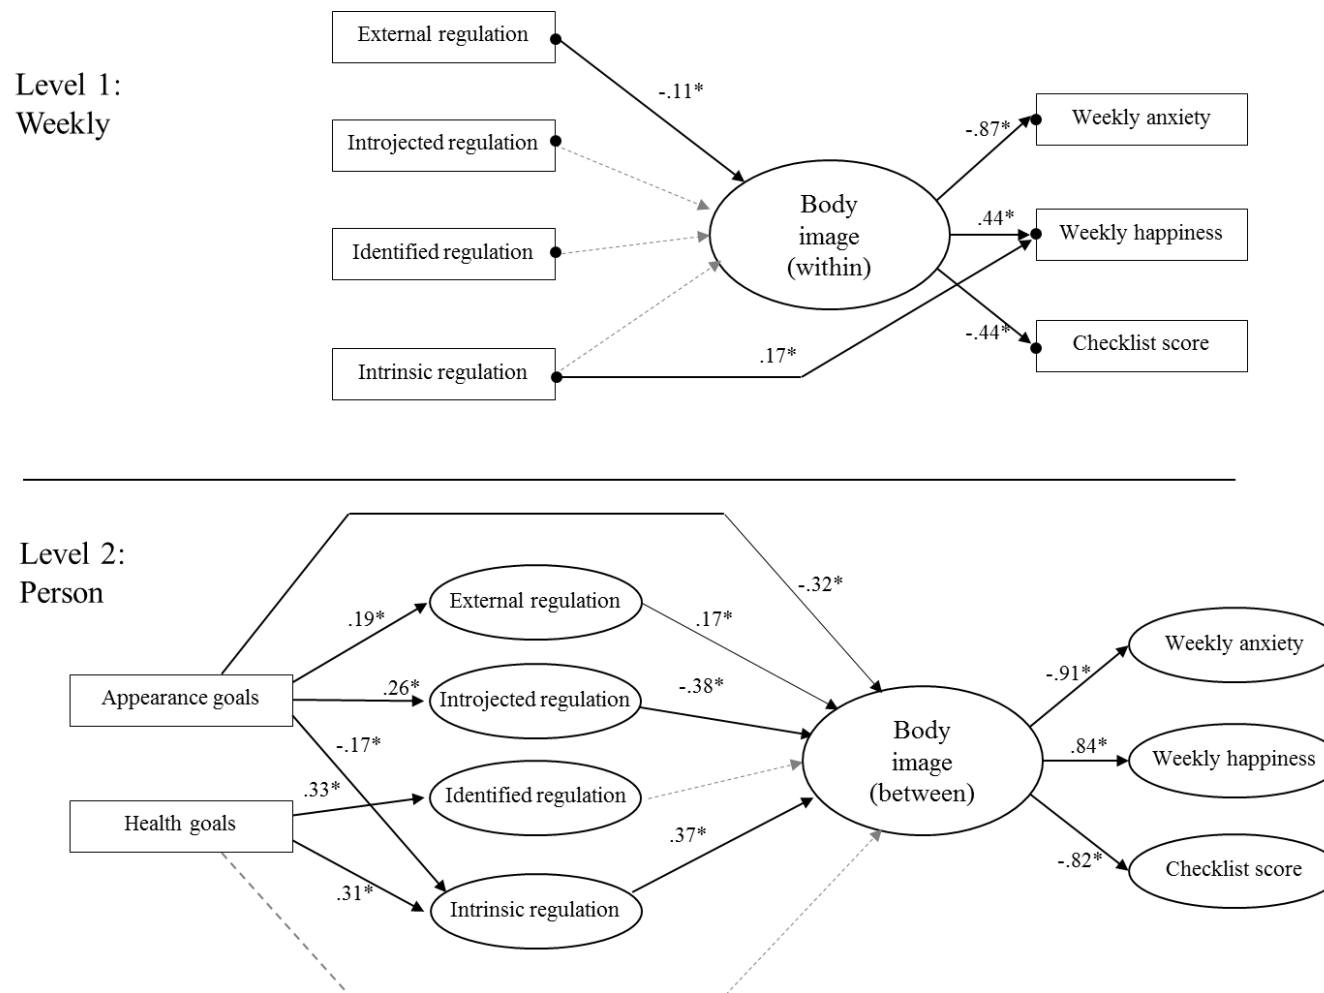 Level 1:
Weekly
External regulation
Introjected regulation
Identified regulation
Intrinsic regulation
-.11*
Body
image
(within)
-.87*
.44*
-.44*
.17*
Weekly anxiety
Weekly happiness
Checklist score
Level 2:
Person
Appearance goals
Health goals
.19*
.26*
-.17*
.33*
.31*
External regulation
Introjected regulation
Identified regulation
Intrinsic regulation
-.32*
.17*
-.38*
.37*
Body
image
(between)
-.91*
.84*
-.82*
Weekly anxiety
Weekly happiness
Checklist score